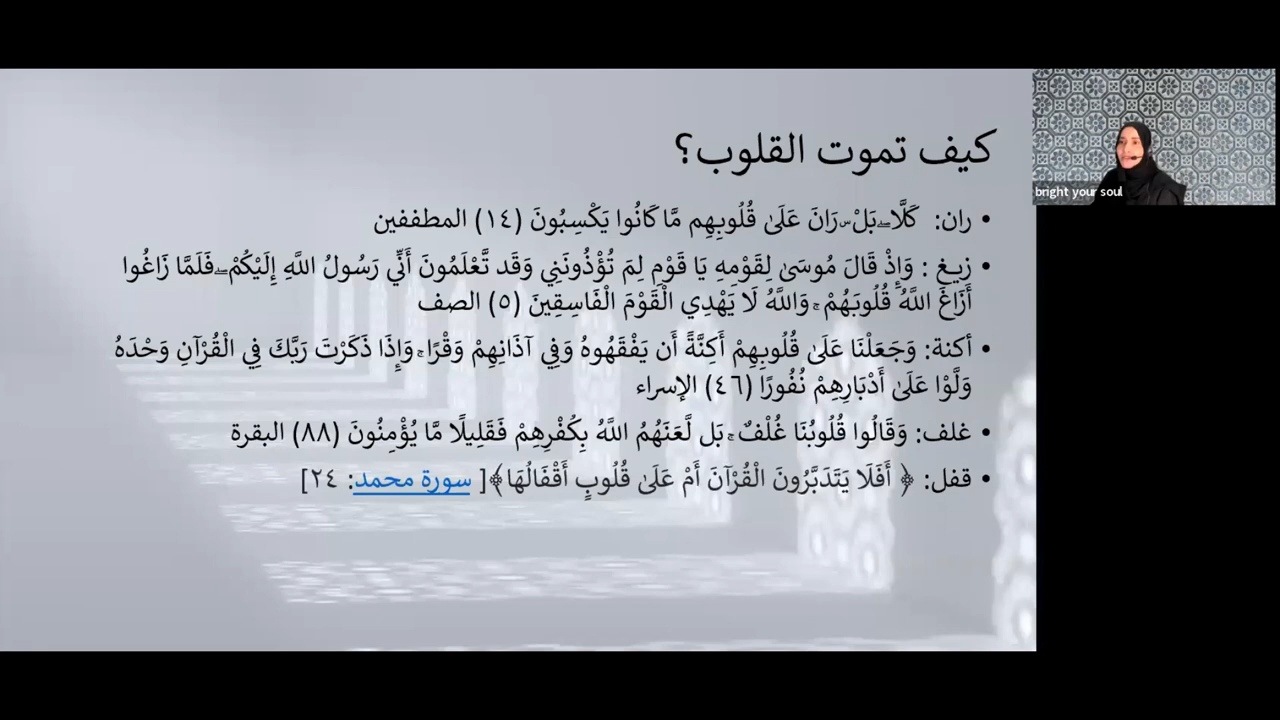 كيف تموت القلوب؟
• ران: كَلَّا ۖ بَلْ ۜ رَانَ عَلَىٰ قُلُوبِهِم مَّا كَانُوا يَكْسِبُونَ (١٤) المطففين
• زيغ : وَإِذْ قَالَ مُوسَىٰ لِقَوْمِهِ يَا قَوْمِ لِمَ تُؤْذُونَنِي وَقَد تَّعْلَمُونَ أَنِّي رَسُولُ اللَّهِ إِلَيْكُمْ ۖ فَلَمَّا زَاغُوا
أَزَاغَ اللَّهُ قُلُوبَهُمْ ۚ وَاللَّهُ لَا يَهْدِي الْقَوْمَ الْفَاسِقِينَ (٥) الصف
• أكنة: وَجَعَلْنَا عَلَىٰ قُلُوبِهِمْ أَكِنَّةً أَن يَفْقَهُوهُ وَفِي آذَانِهِمْ وَقْرًا ۚ وَإِذَا ذَكَرْتَ رَبَّكَ فِي الْقُرْآنِ وَحْدَهُ
وَلَّوْا عَلَىٰ أَدْبَارِهِمْ نُفُورًا (٤٦) الإسراء
• غلف: وَقَالُوا قُلُوبُنَا غُلْفٌ ۚ بَل لَّعَنَهُمُ اللَّهُ بِكُفْرِهِمْ فَقَلِيلًا مَّا يُؤْمِنُونَ (٨٨) البقرة
• قفل: ﴿ أَفَلَا يَتَدَبَّرُونَ الْقُرْآنَ أَمْ عَلَىٰ قُلُوبٍ أَقْفَالُهَا﴾[ سورة محمد: ٢٤]
bright your soul